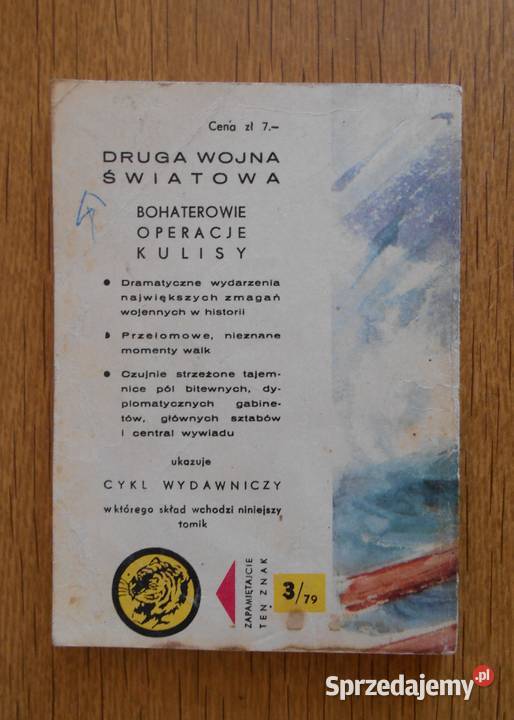 Sprzedajemy.pl
Cena zł 7.–
DRUGA WOJNA
ŚWIATOWA
BOHATEROWIE
OPERACJE
KULISY
● Dramatyczne wydarzenia
największych zmagań
wojennych w historii
● Przełomowe, nieznane
momenty walk
● Czujnie strzeżone tajem-
nice pól bitewnych, dy-
plomatycznych gabine-
tów, głównych sztabów
i central wywiadu
ukazuje
CYKL WYDAWNICZY
w którego skład wchodzi niniejszy
tomik
ZAPAMIĘTAJCIE
TEN ZNAK
3/79
Sprzedajemy.pl